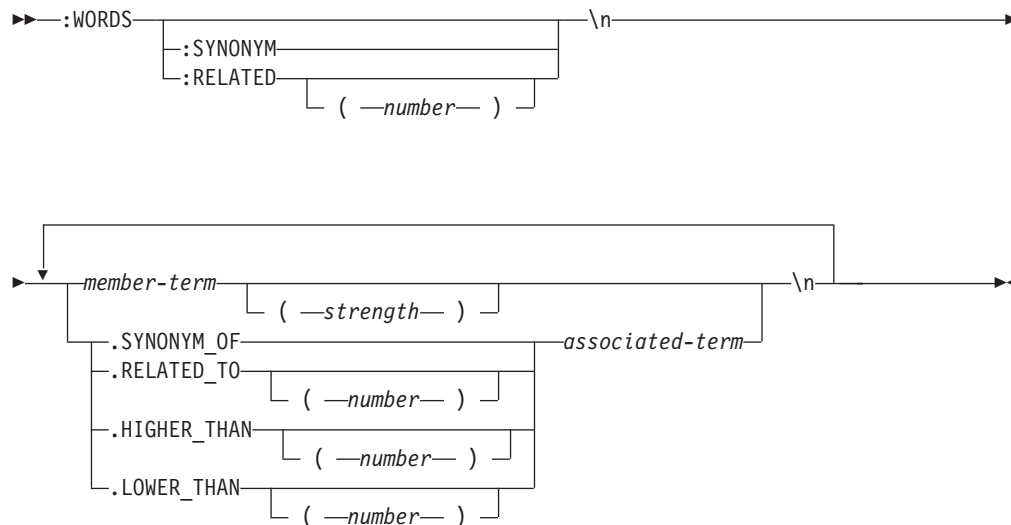 :WORDS \n
:SYNONYM
:RELATED
( number )
member-term \n
( strength )
.SYNONYM_OF associated-term
.RELATED_TO
( number )
.HIGHER_THAN
( number )
.LOWER_THAN
( number )